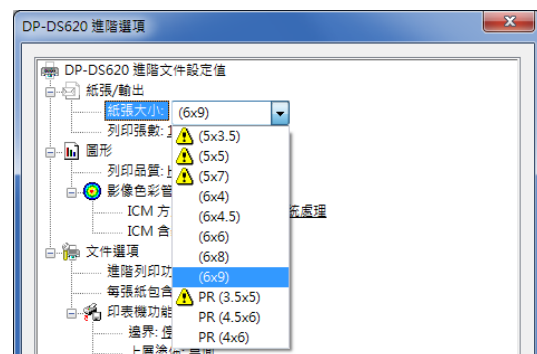 DP-DS620 進階選項
DP-DS620 進階文件設定值
紙張/輸出
紙張大小: (6x9)
列印張數:
(5x3.5)
(5x5)
(5x7)
(6x4)
(6x4.5)
(6x6)
(6x8)
(6x9)
PR (3.5x5)
PR (4.5x6)
PR (4x6)
圖形
列印品質:
影像色彩管
ICM 方
統處理
ICM 含
文件選項
進階列印功
每張紙包含
印表機功能
邊界: